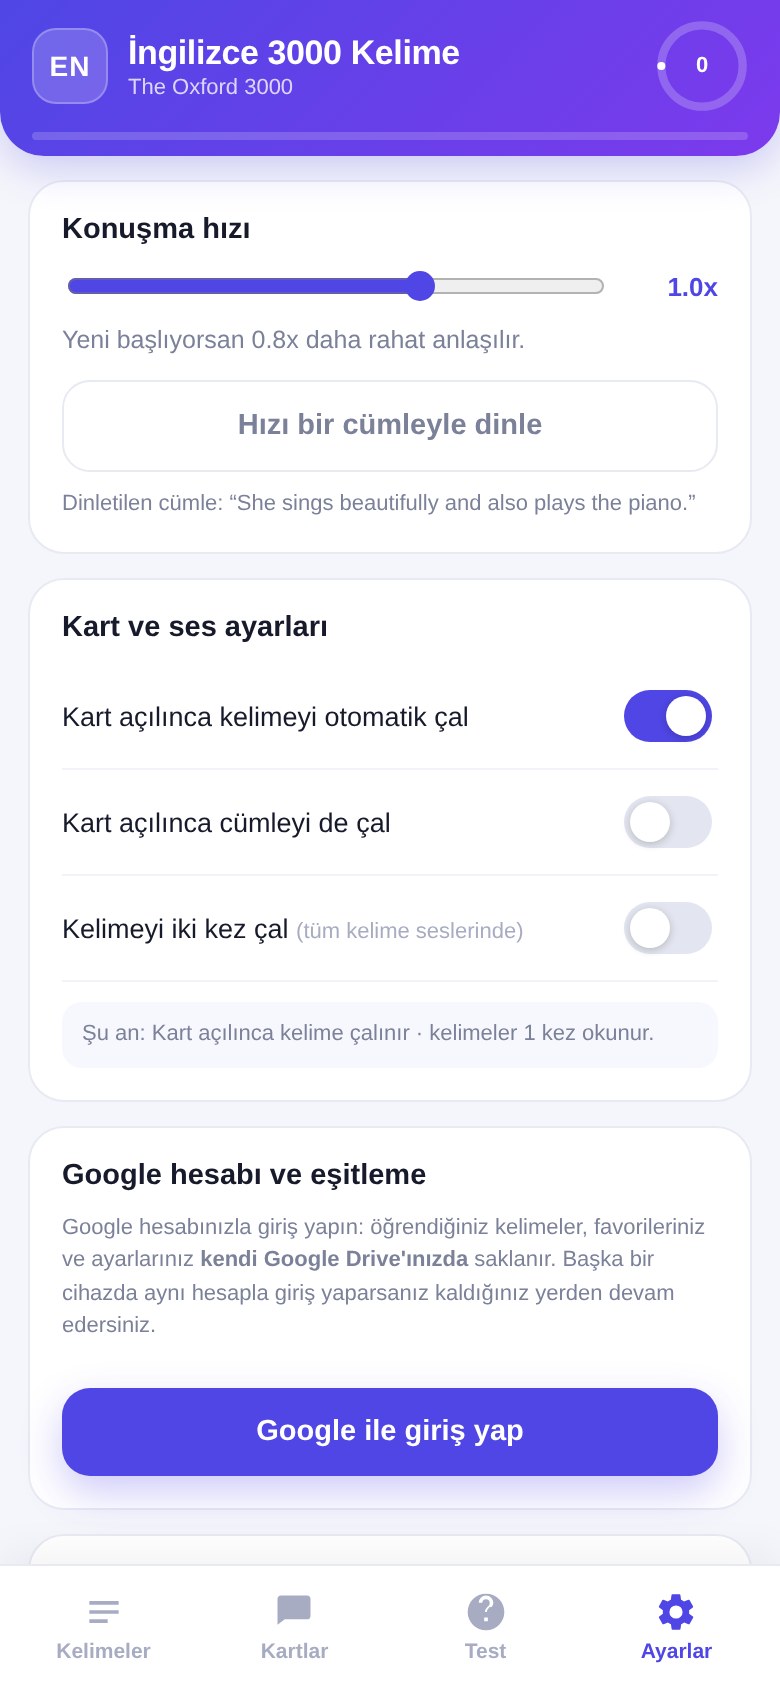 EN
İngilizce 3000 Kelime
The Oxford 3000
0
Konuşma hızı
1.0x
Yeni başlıyorsan 0.8x daha rahat anlaşılır.
Hızı bir cümleyle dinle
Dinletilen cümle: “She sings beautifully and also plays the piano.”
Kart ve ses ayarları
Kart açılınca kelimeyi otomatik çal
Kart açılınca cümleyi de çal
Kelimeyi iki kez çal (tüm kelime seslerinde)
Şu an: Kart açılınca kelime çalınır · kelimeler 1 kez okunur.
Google hesabı ve eşitleme
Google hesabınızla giriş yapın: öğrendiğiniz kelimeler, favorileriniz
ve ayarlarınız kendi Google Drive'ınızda saklanır. Başka bir
cihazda aynı hesapla giriş yaparsanız kaldığınız yerden devam
edersiniz.
Google ile giriş yap
Kelimeler
Kartlar
Test
Ayarlar